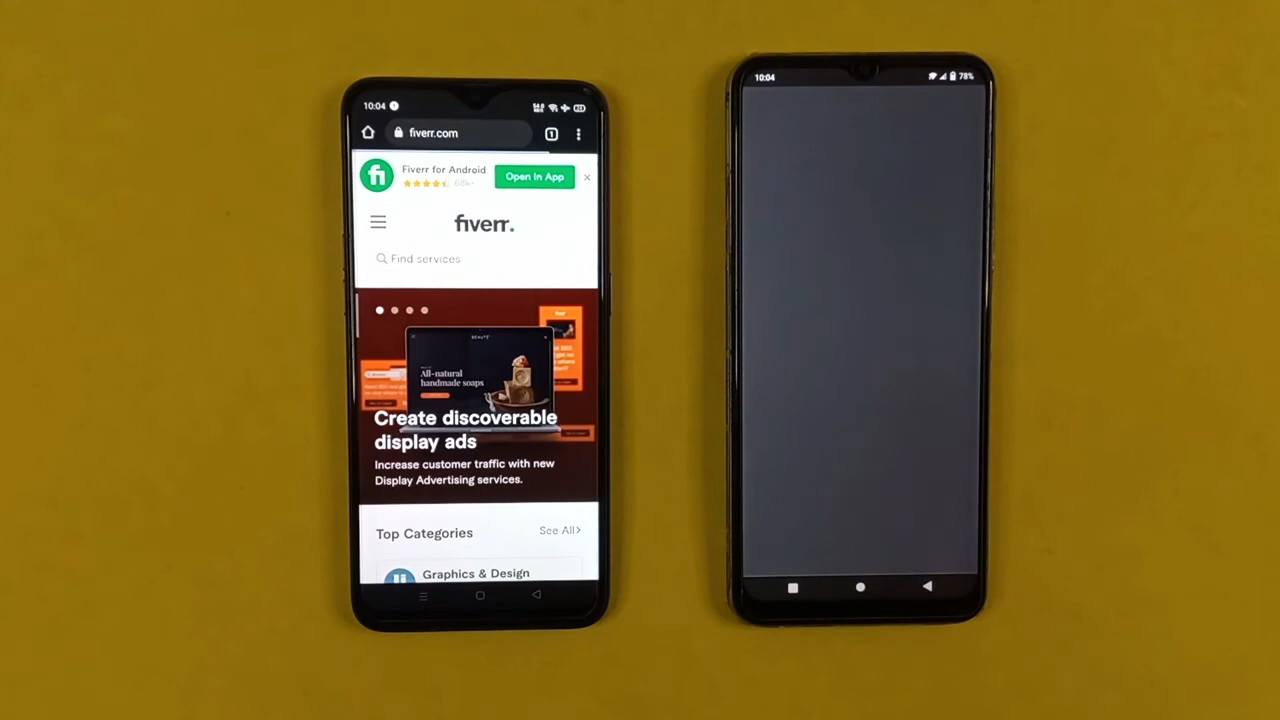 10:04
fiverr.com
1
Fiverr for Android
68k+
Open In App
fiverr.
Find services
All-natural
handmade soaps
Create discoverable
display ads
Increase customer traffic with new
Display Advertising services.
Top Categories
See All
Graphics & Design
10:04
78%